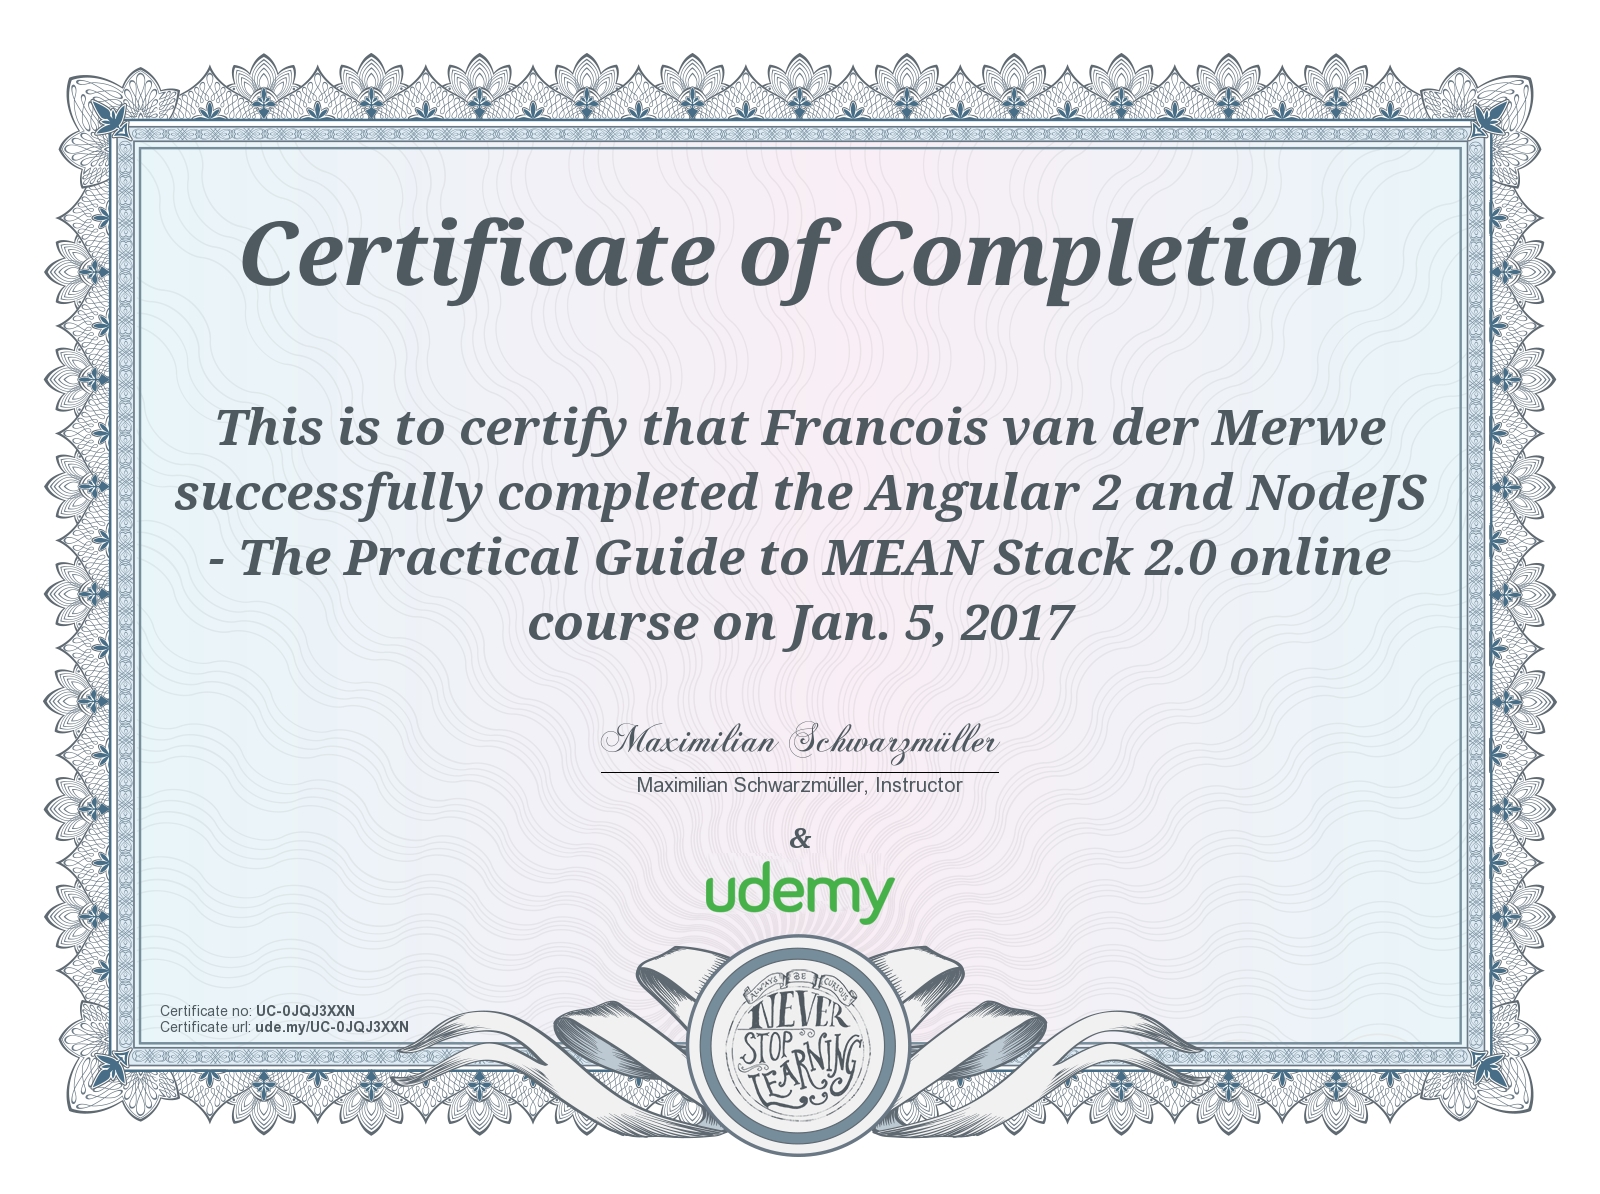 Certificate of Completion
This is to certify that Francois van der Merwe
successfully completed the Angular 2 and NodeJS
- The Practical Guide to MEAN Stack 2.0 online
course on Jan. 5, 2017
Maximilian Schwarzmüller
Maximilian Schwarzmüller, Instructor
&
udemy
Certificate no: UC-0JQJ3XXN
Certificate url: ude.my/UC-0JQJ3XXN
ALWAYS BE CURIOUS
NEVER
STOP
LEARNING